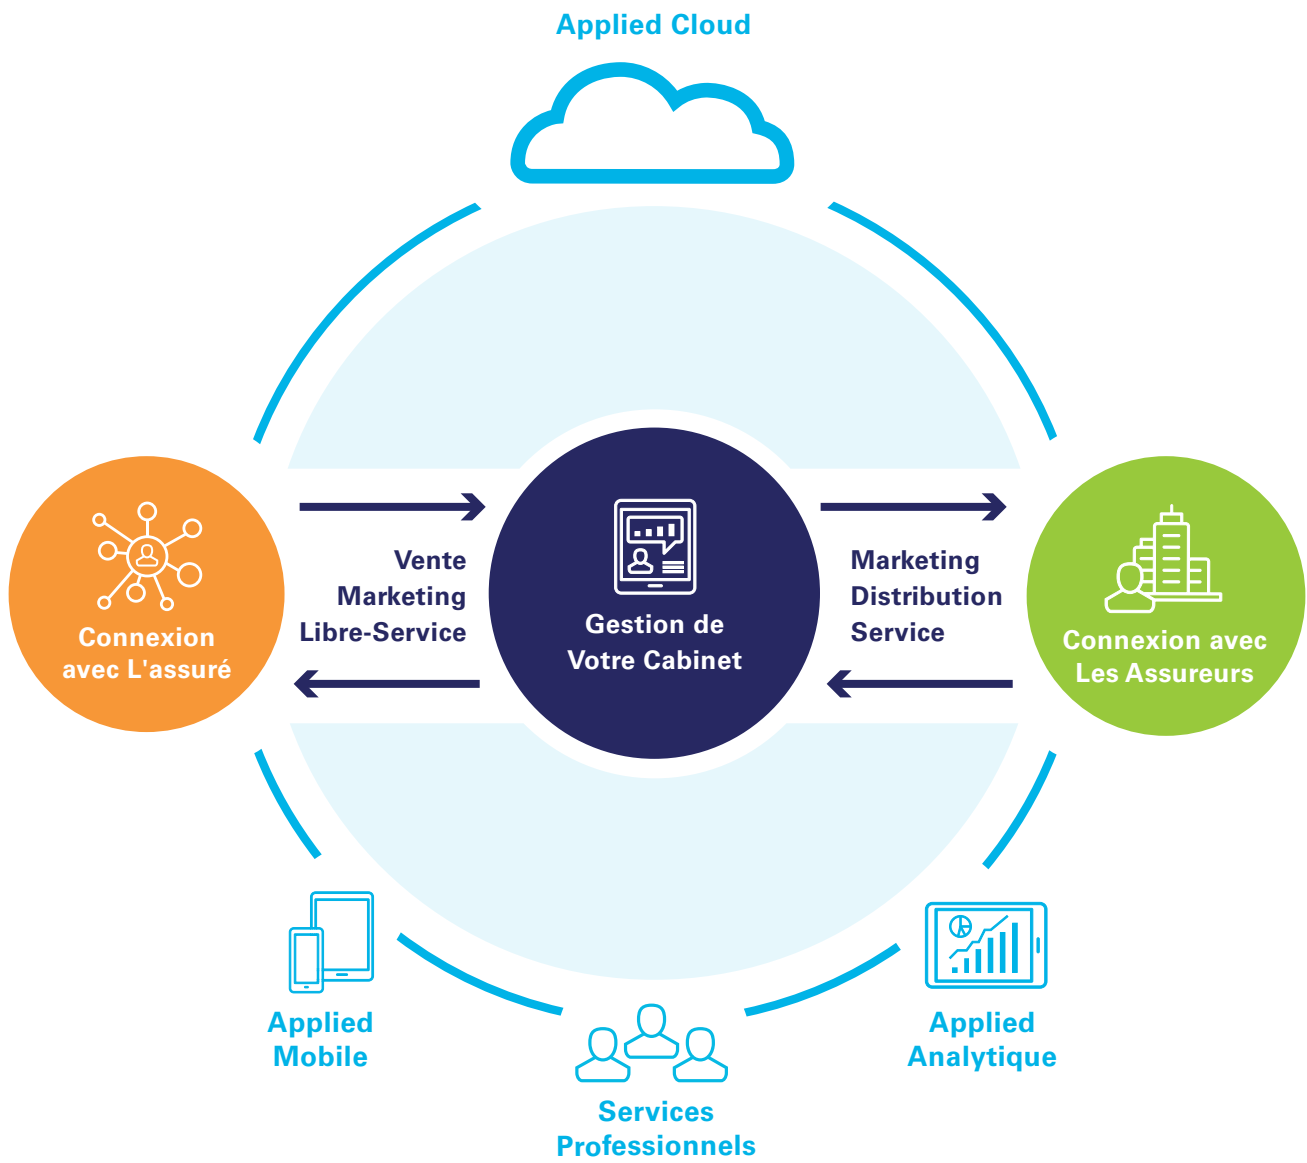 Applied Cloud
Connexion
avec L'assuré
Vente
Marketing
Libre-Service
Gestion de
Votre Cabinet
Marketing
Distribution
Service
Connexion avec
Les Assureurs
Applied
Mobile
Services
Professionnels
Applied
Analytique